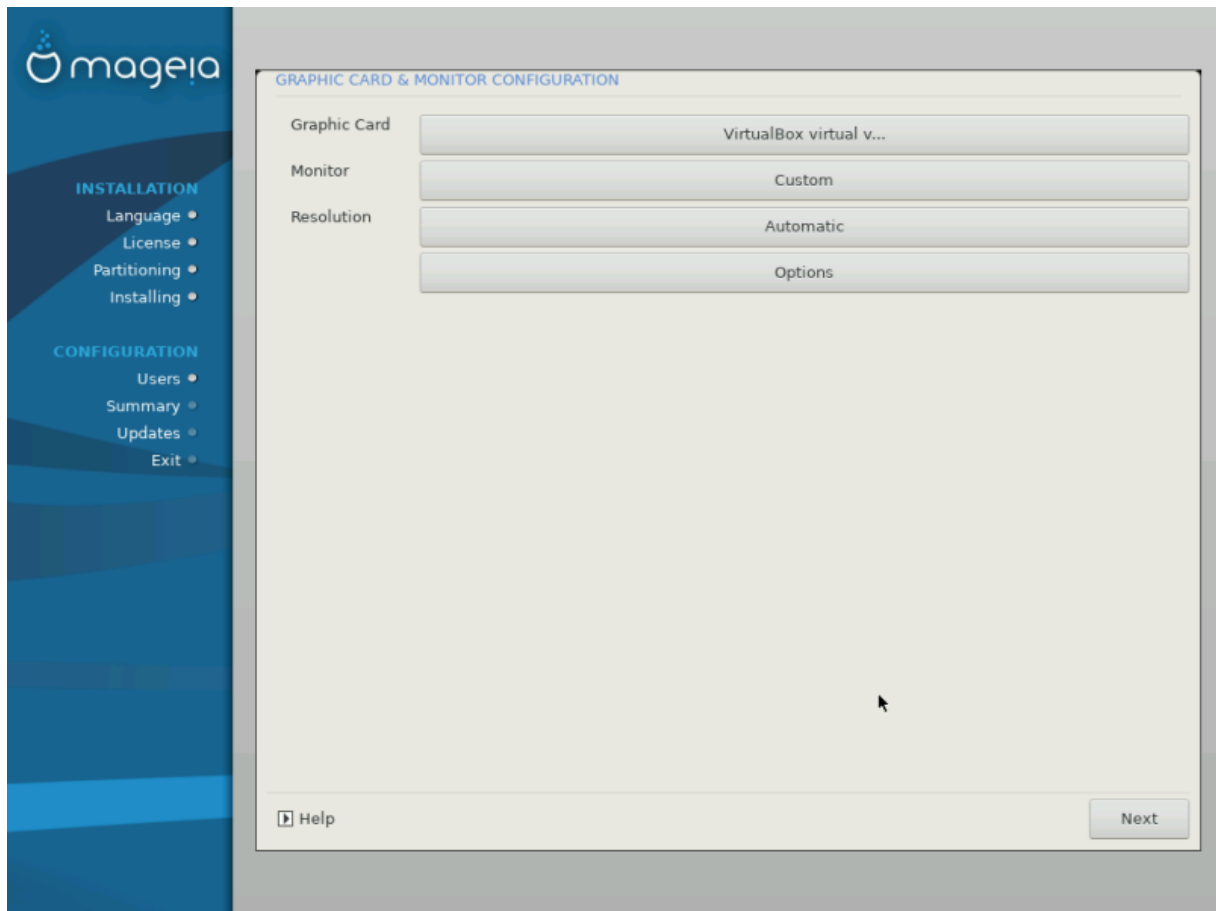 mageia
INSTALLATION
Language
License
Partitioning
Installing
CONFIGURATION
Users
Summary
Updates
Exit
GRAPHIC CARD & MONITOR CONFIGURATION
Graphic Card
VirtualBox virtual v...
Monitor
Custom
Resolution
Automatic
Options
Help
Next